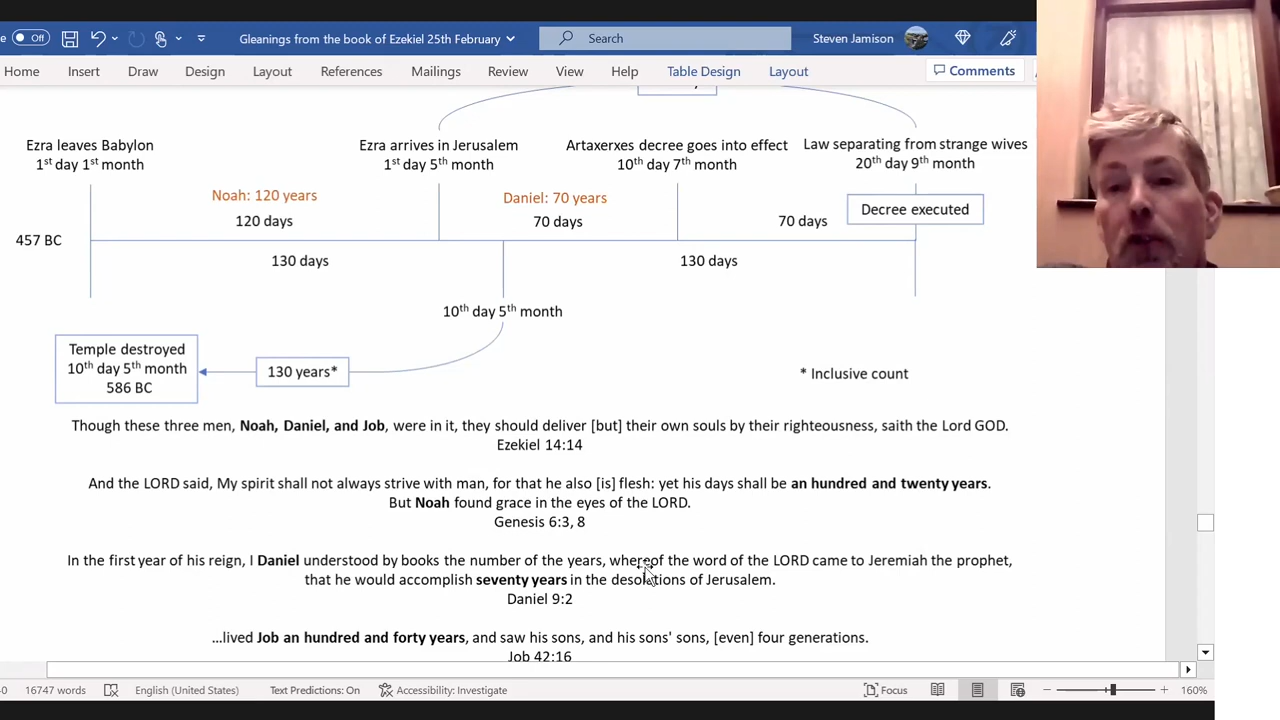 Off
Gleanings from the book of Ezekiel 25th February
Search
Steven Jamison
Home Insert Draw Design Layout References Mailings Review View Help Table Design Layout
Comments
Ezra leaves Babylon
1st day 1st month
Ezra arrives in Jerusalem
1st day 5th month
Artaxerxes decree goes into effect
10th day 7th month
Law separating from strange wives
20th day 9th month
Noah: 120 years
120 days
Daniel: 70 years
70 days
70 days
Decree executed
457 BC
130 days
130 days
10th day 5th month
Temple destroyed
10th day 5th month
586 BC
130 years*
* Inclusive count
Though these three men, Noah, Daniel, and Job, were in it, they should deliver [but] their own souls by their righteousness, saith the Lord GOD.
Ezekiel 14:14
And the LORD said, My spirit shall not always strive with man, for that he also [is] flesh: yet his days shall be an hundred and twenty years.
But Noah found grace in the eyes of the LORD.
Genesis 6:3, 8
In the first year of his reign, I Daniel understood by books the number of the years, whereof the word of the LORD came to Jeremiah the prophet,
that he would accomplish seventy years in the desolations of Jerusalem.
Daniel 9:2
…lived Job an hundred and forty years, and saw his sons, and his sons' sons, [even] four generations.
Job 42:16
16747 words English (United States) Text Predictions: On Accessibility: Investigate Focus 160%